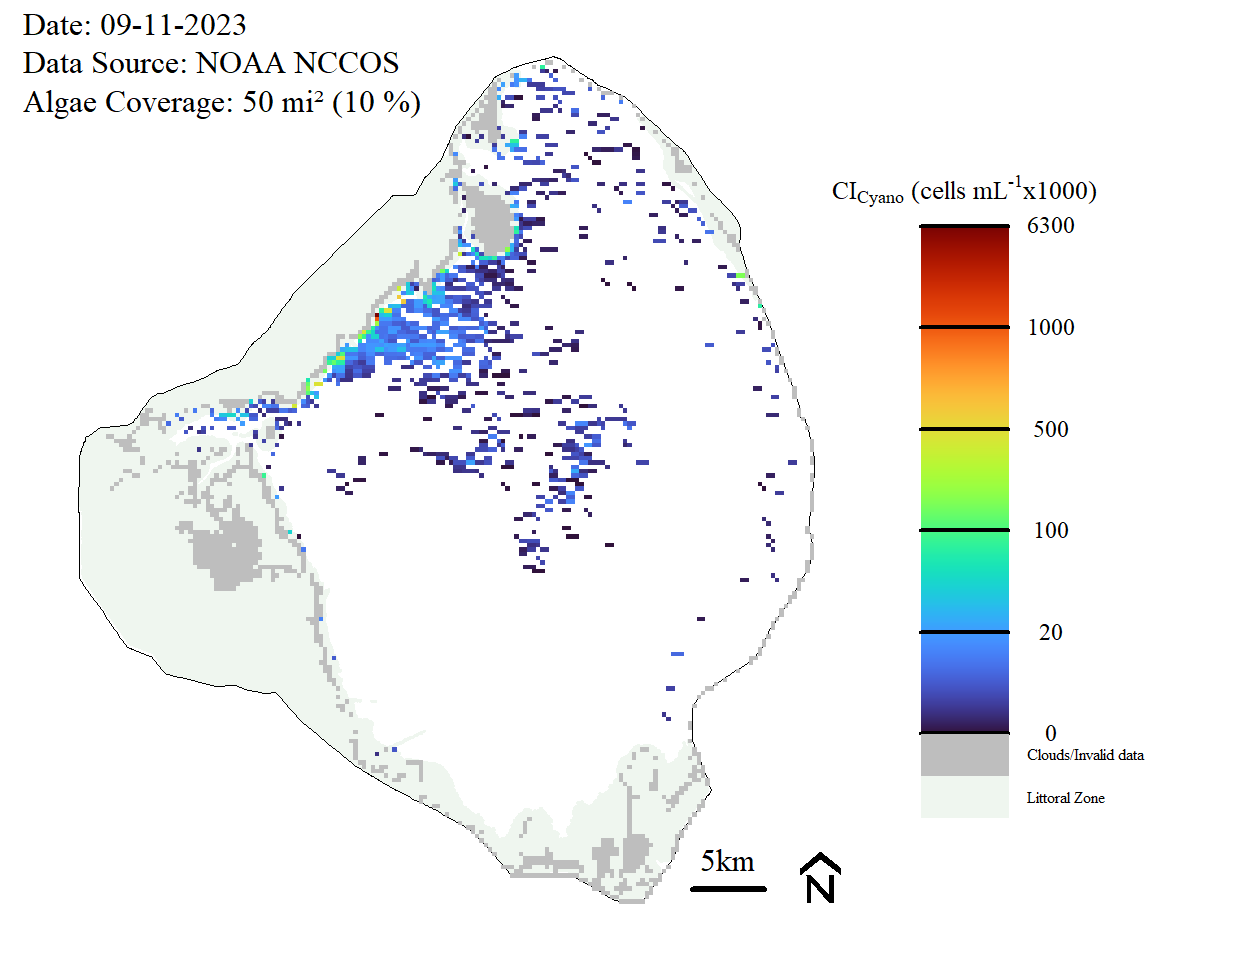 Date: 09-11-2023
Data Source: NOAA NCCOS
Algae Coverage: 50 mi² (10 %)
CICyano (cells mL-1x1000)
6300
1000
500
100
20
0
Clouds/Invalid data
Littoral Zone
5km
N